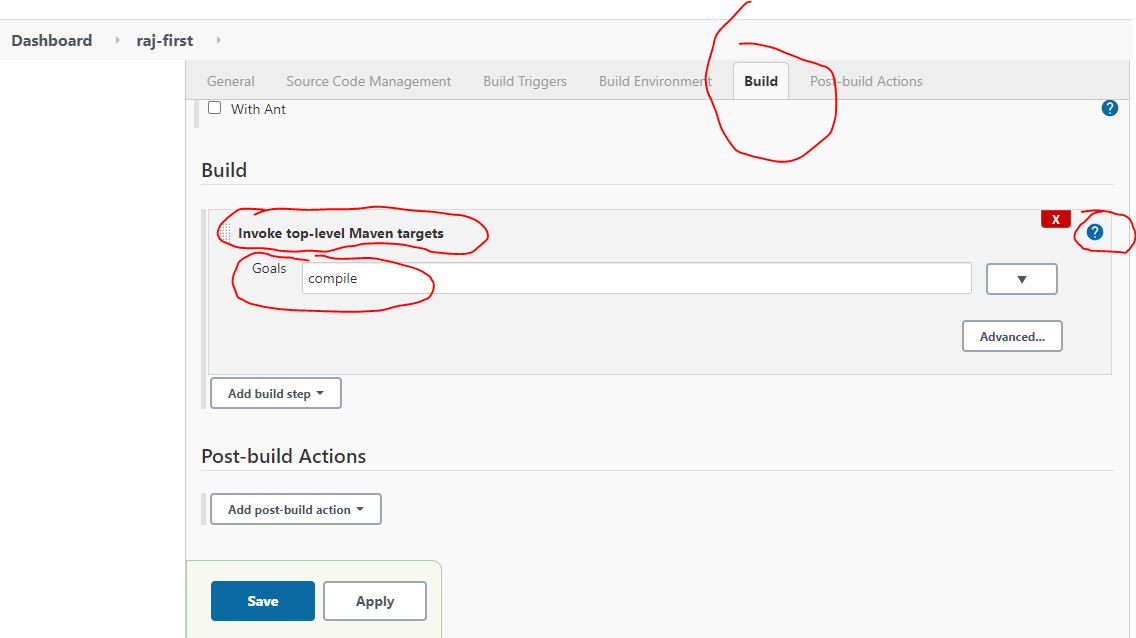 Dashboard raj-first
General Source Code Management Build Triggers Build Environment Build Post-build Actions
With Ant ?
Build
Invoke top-level Maven targets X
?
Goals compile ▼
Advanced...
Add build step
Post-build Actions
Add post-build action
Save Apply